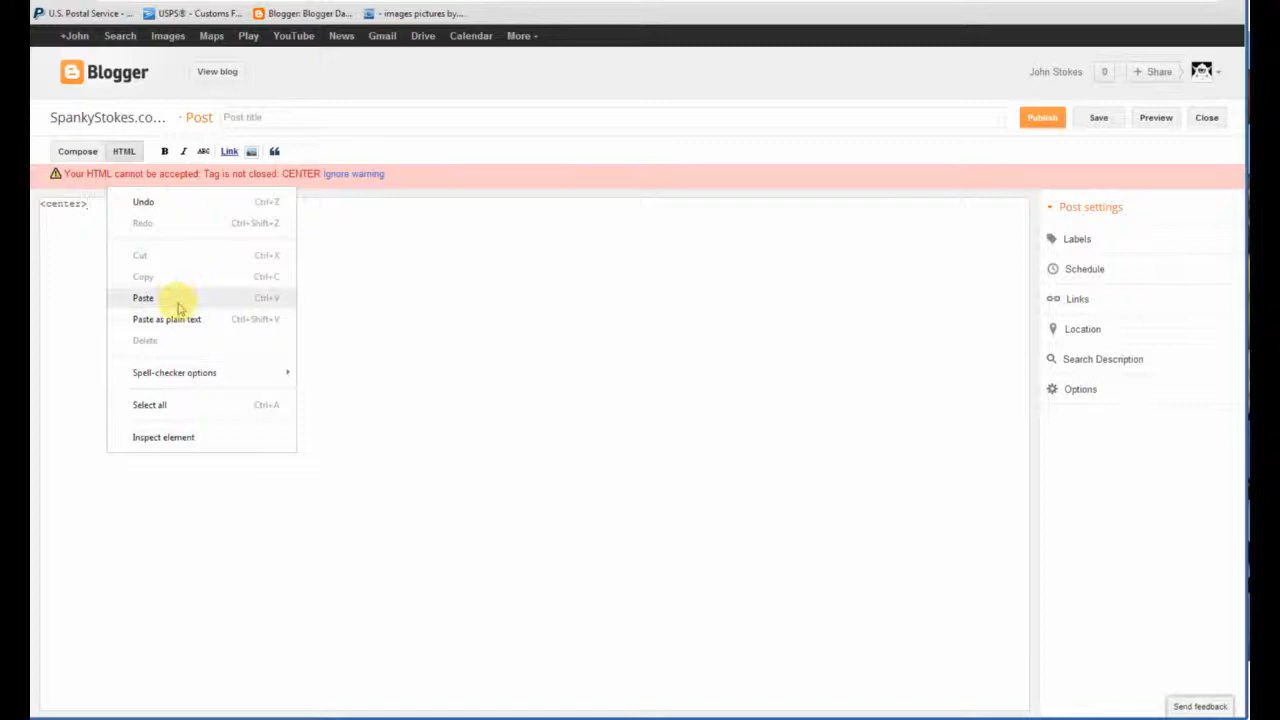 U.S. Postal Service - ...
USPS® - Customs F...
Blogger: Blogger Da...
- images pictures by....
+John Search Images Maps Play YouTube News Gmail Drive Calendar More
Blogger
View blog
John Stokes 0 + Share
SpankyStokes.co... · Post Post title Publish Save Preview Close
Compose HTML B I ABC Link
Your HTML cannot be accepted: Tag is not closed: CENTER Ignore warning
<center>
Undo Ctrl+Z
Redo Ctrl+Shift+Z
Cut Ctrl+X
Copy Ctrl+C
Paste Ctrl+V
Paste as plain text Ctrl+Shift+V
Delete
Spell-checker options
Select all Ctrl+A
Inspect element
Post settings
Labels
Schedule
Links
Location
Search Description
Options
Send feedback